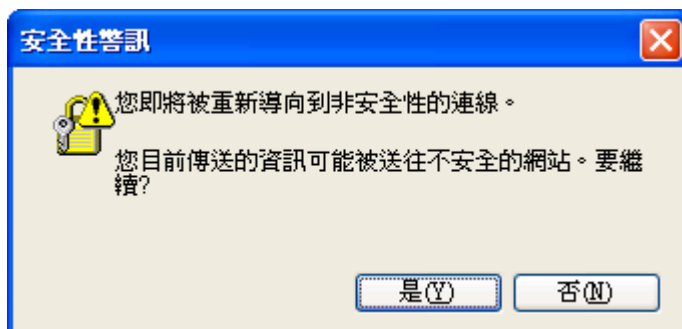 安全性警訊
您即將被重新導向到非安全性的連線。
您目前傳送的資訊可能被送往不安全的網站。要繼
續?
是(Y)
否(N)